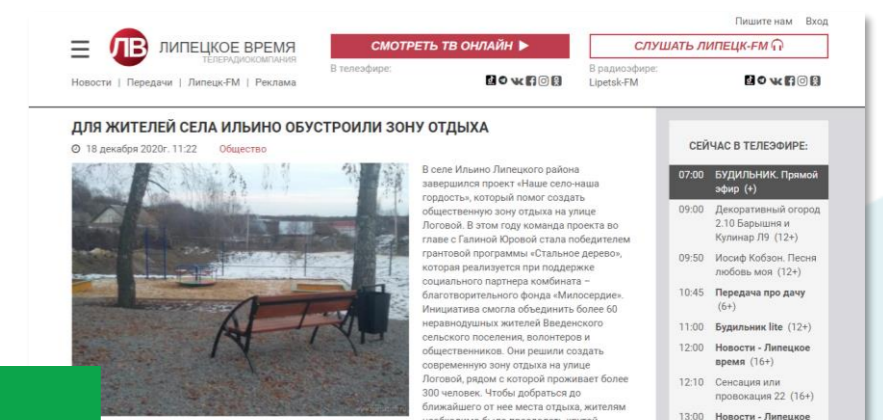 Пишите нам Вход
ЛВ ЛИПЕЦКОЕ ВРЕМЯ
ТЕЛЕРАДИОКОМПАНИЯ
СМОТРЕТЬ ТВ ОНЛАЙН
СЛУШАТЬ ЛИПЕЦК-FM
Новости | Передачи | Липецк-FM | Реклама
В телеэфире:
В радиоэфире:
Lipetsk-FM
ДЛЯ ЖИТЕЛЕЙ СЕЛА ИЛЬИНО ОБУСТРОИЛИ ЗОНУ ОТДЫХА
18 декабря 2020г. 11:22 Общество
В селе Ильино Липецкого района
завершился проект «Наше село-наша
гордость», который помог создать
общественную зону отдыха на улице
Логовой. В этом году команда проекта во
главе с Галиной Юровой стала победителем
грантовой программы «Стальное дерево»,
которая реализуется при поддержке
социального партнера комбината –
благотворительного фонда «Милосердие».
Инициатива смогла объединить более 60
неравнодушных жителей Введенского
сельского поселения, волонтеров и
общественников. Они решили создать
современную зону отдыха на улице
Логовой, рядом с которой проживает более
300 человек. Чтобы добраться до
ближайшего от нее места отдыха, жителям
СЕЙЧАС В ТЕЛЕЭФИРЕ:
07:00 БУДИЛЬНИК. Прямой
эфир (+)
09:00 Декоративный огород
2.10 Барышня и
Кулинар Л9 (12+)
09:50 Иосиф Кобзон. Песня
любовь моя (12+)
10:45 Передача про дачу
(6+)
11:00 Будильник lite (12+)
12:00 Новости - Липецкое
время (16+)
12:10 Сенсация или
провокация 22 (16+)
13:00 Новости - Липецкое